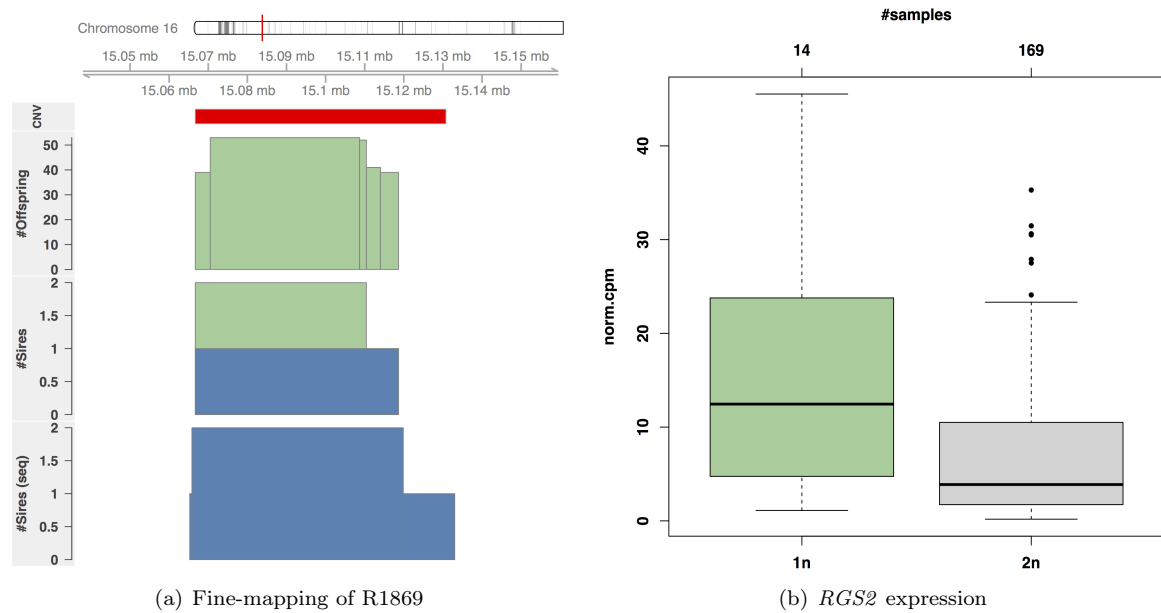 Chromosome 16
15.05 mb 15.07 mb 15.09 mb 15.11 mb 15.13 mb 15.15 mb
15.06 mb 15.08 mb 15.1 mb 15.12 mb 15.14 mb
CNV
#Offspring
50
40
30
20
10
0
#Sires
2
1.5
1
0.5
0
#Sires (seq)
2
1.5
1
0.5
0
(a) Fine-mapping of R1869
#samples
14 169
norm.cpm
40
30
20
10
0
1n 2n
(b) RGS2 expression